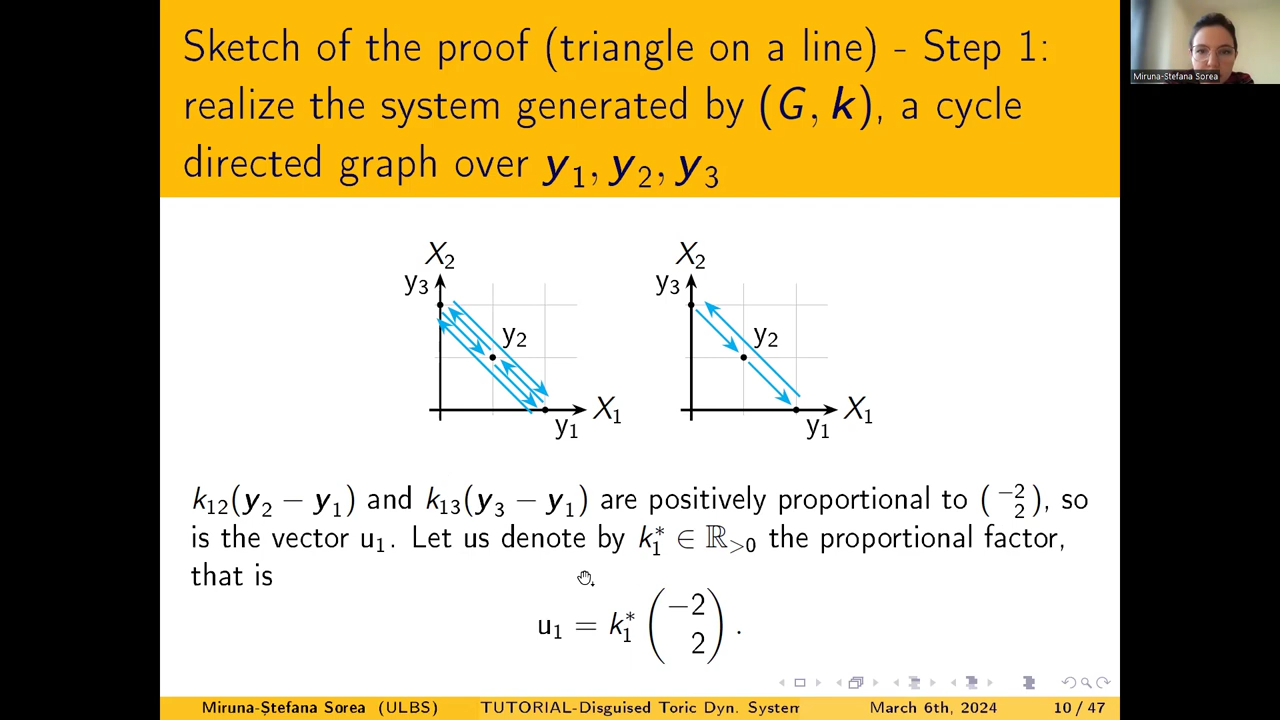 Sketch of the proof (triangle on a line) - Step 1:
realize the system generated by (G, k), a cycle
directed graph over y₁, y₂, y₃
Miruna-Stefana Sorea
X₂
y₃
y₂
X₁
y₁
X₂
y₃
y₂
X₁
y₁
k₁₂(y₂ − y₁) and k₁₃(y₃ − y₁) are positively proportional to (−2 2), so
is the vector u₁. Let us denote by k₁* ∈ ℝ>0 the proportional factor,
that is
u₁ = k₁* (−2 2).
Miruna-Ștefana Sorea (ULBS)
TUTORIAL-Disguised Toric Dyn. System
March 6th, 2024
10 / 47